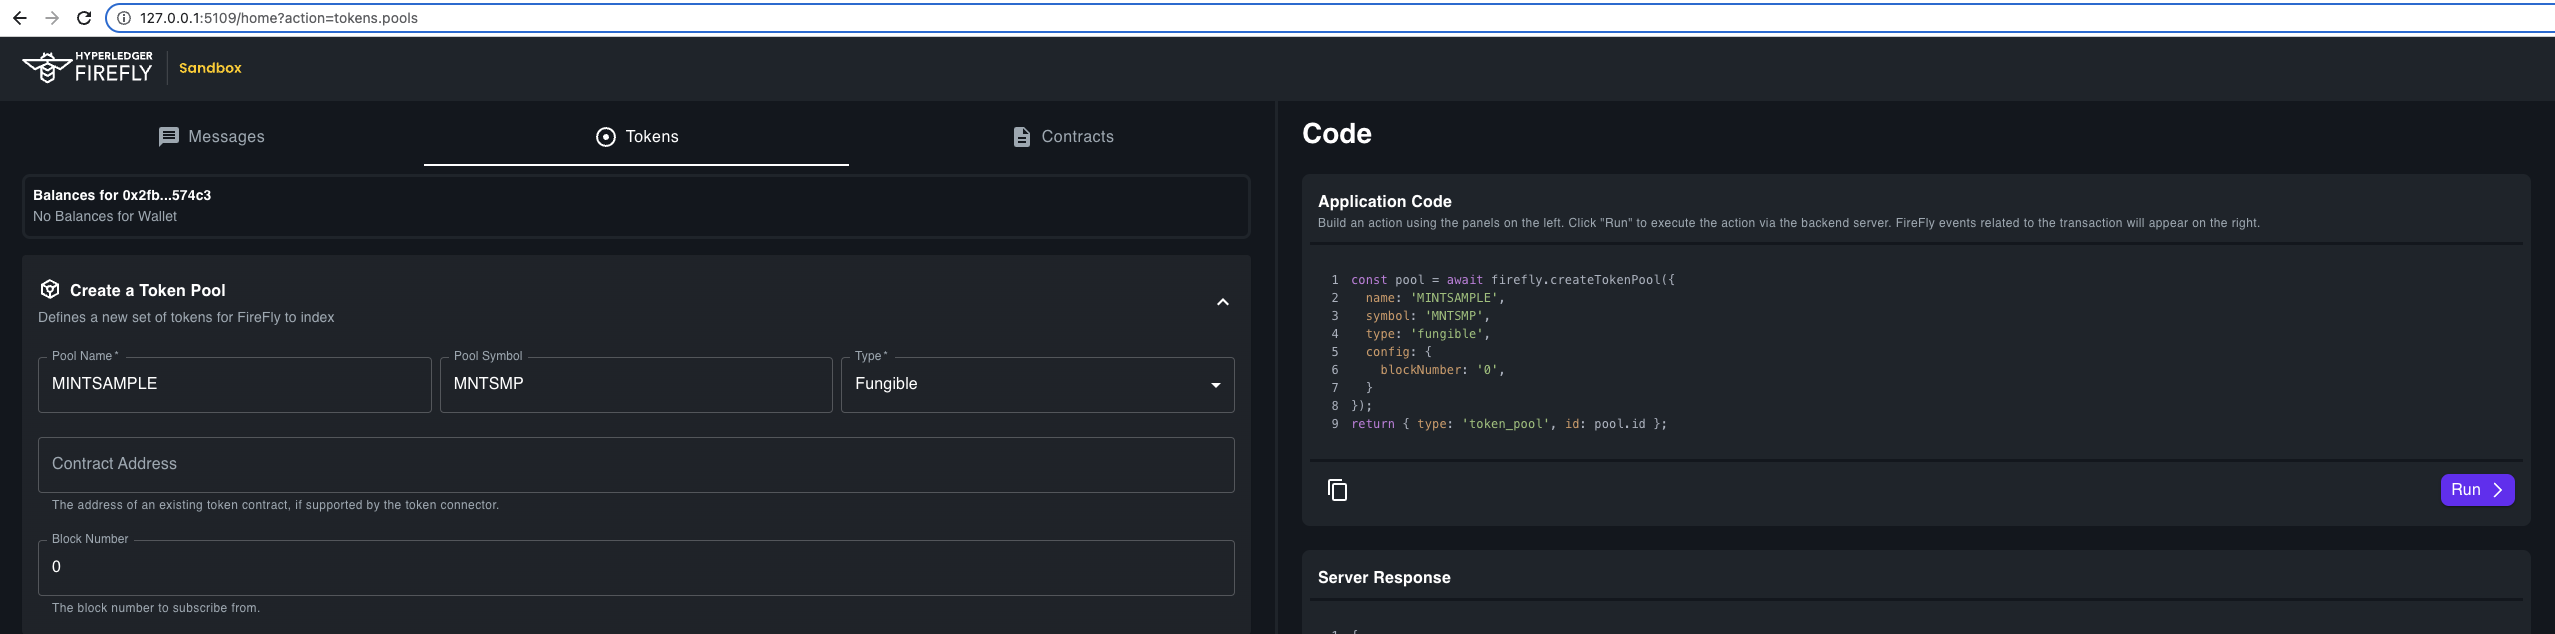 127.0.0.1:5109/home?action=tokens.pools
HYPERLEDGER
FIREFLY
Sandbox
Messages
Tokens
Contracts
Balances for 0x2fb...574c3
No Balances for Wallet
Create a Token Pool
Defines a new set of tokens for FireFly to index
Pool Name *
MINTSAMPLE
Pool Symbol
MNTSMP
Type *
Fungible
Contract Address
The address of an existing token contract, if supported by the token connector.
Block Number
0
The block number to subscribe from.
Code
Application Code
Build an action using the panels on the left. Click "Run" to execute the action via the backend server. FireFly events related to the transaction will appear on the right.
1 const pool = await firefly.createTokenPool({
2 name: 'MINTSAMPLE',
3 symbol: 'MNTSMP',
4 type: 'fungible',
5 config: {
6 blockNumber: '0',
7 }
8 });
9 return { type: 'token_pool', id: pool.id };
Run
Server Response
1 {